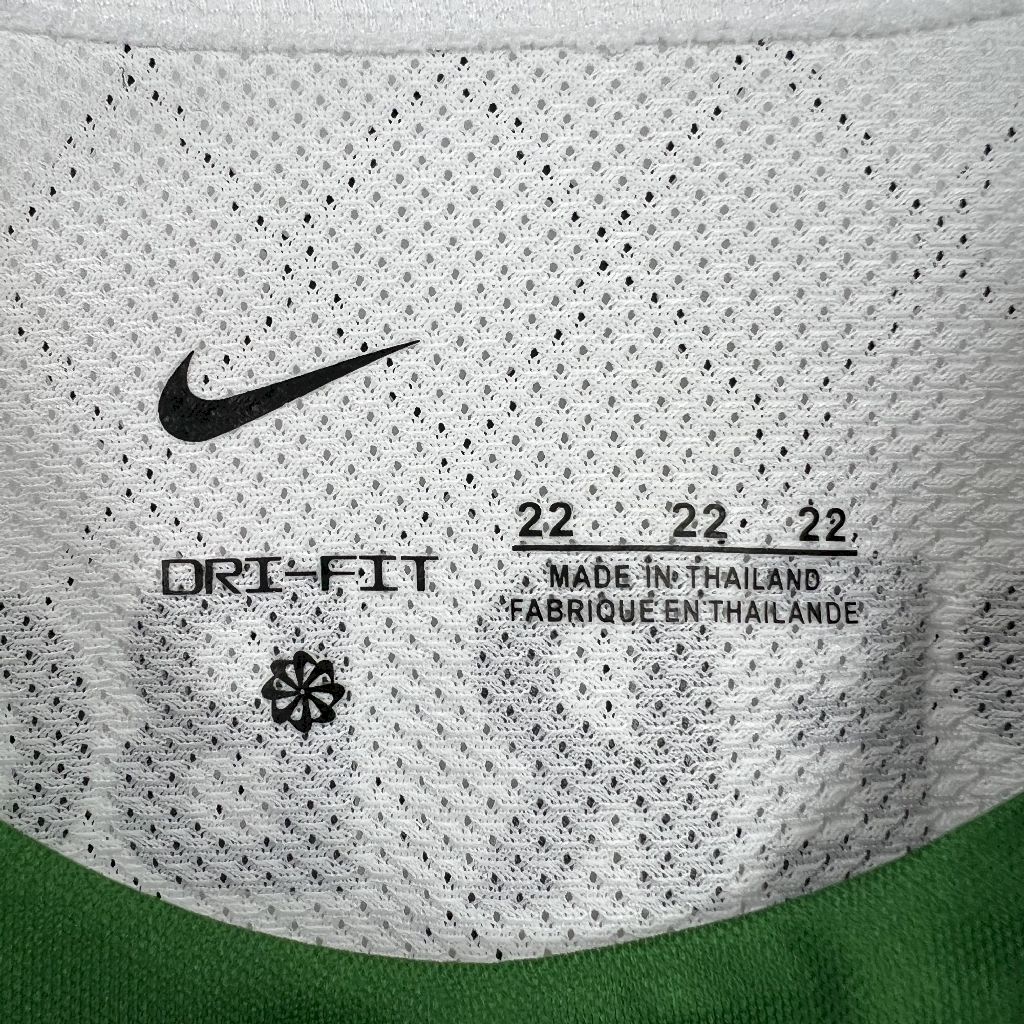 22 22 22
DRI-FIT
MADE IN THAILAND
FABRIQUE EN THAILANDE